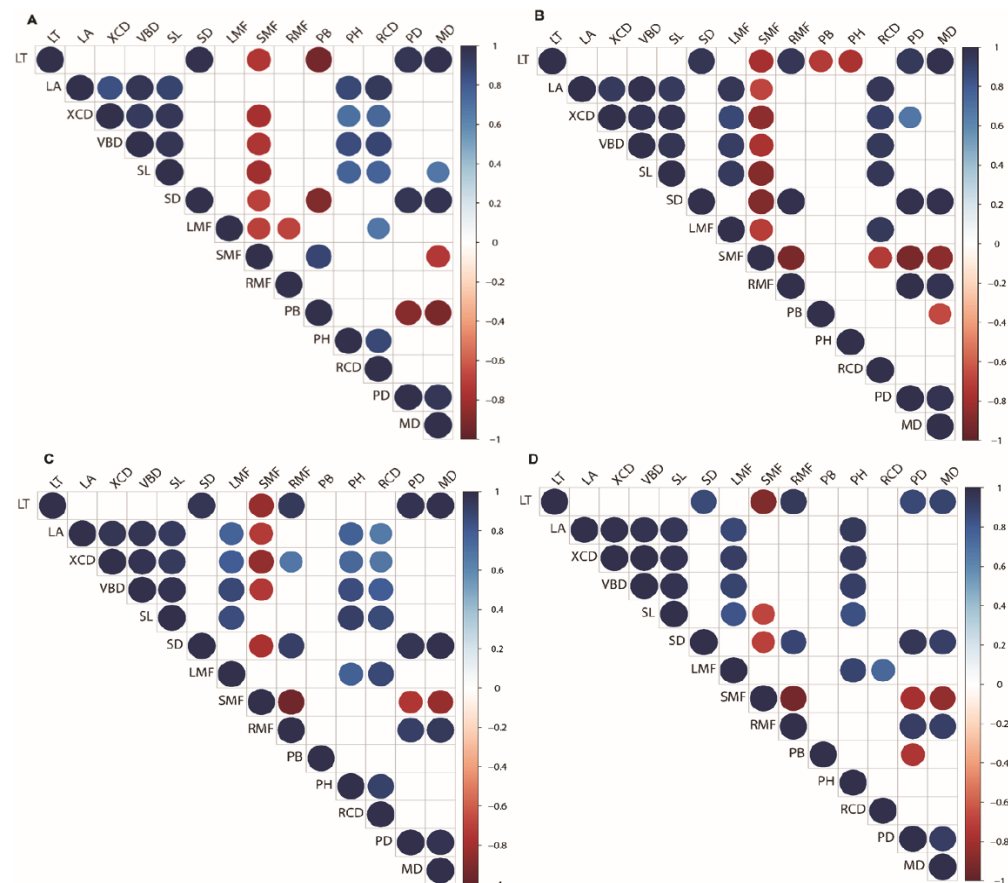 A
LT LA XCD VBD SL SD LMF SMF RMF PB PH RCD PD MD
LT
LA
XCD
VBD
SL
SD
LMF
SMF
RMF
PB
PH
RCD
PD
MD
1
0.8
0.6
0.4
0.2
0
−0.2
−0.4
−0.6
−0.8
−1
B
LT LA XCD VBD SL SD LMF SMF RMF PB PH RCD PD MD
LT
LA
XCD
VBD
SL
SD
LMF
SMF
RMF
PB
PH
RCD
PD
MD
1
0.8
0.6
0.4
0.2
0
−0.2
−0.4
−0.6
−0.8
−1
C
LT LA XCD VBD SL SD LMF SMF RMF PB PH RCD PD MD
LT
LA
XCD
VBD
SL
SD
LMF
SMF
RMF
PB
PH
RCD
PD
MD
1
0.8
0.6
0.4
0.2
0
−0.2
−0.4
−0.6
−0.8
−1
D
LT LA XCD VBD SL SD LMF SMF RMF PB PH RCD PD MD
LT
LA
XCD
VBD
SL
SD
LMF
SMF
RMF
PB
PH
RCD
PD
MD
1
0.8
0.6
0.4
0.2
0
−0.2
−0.4
−0.6
−0.8
−1